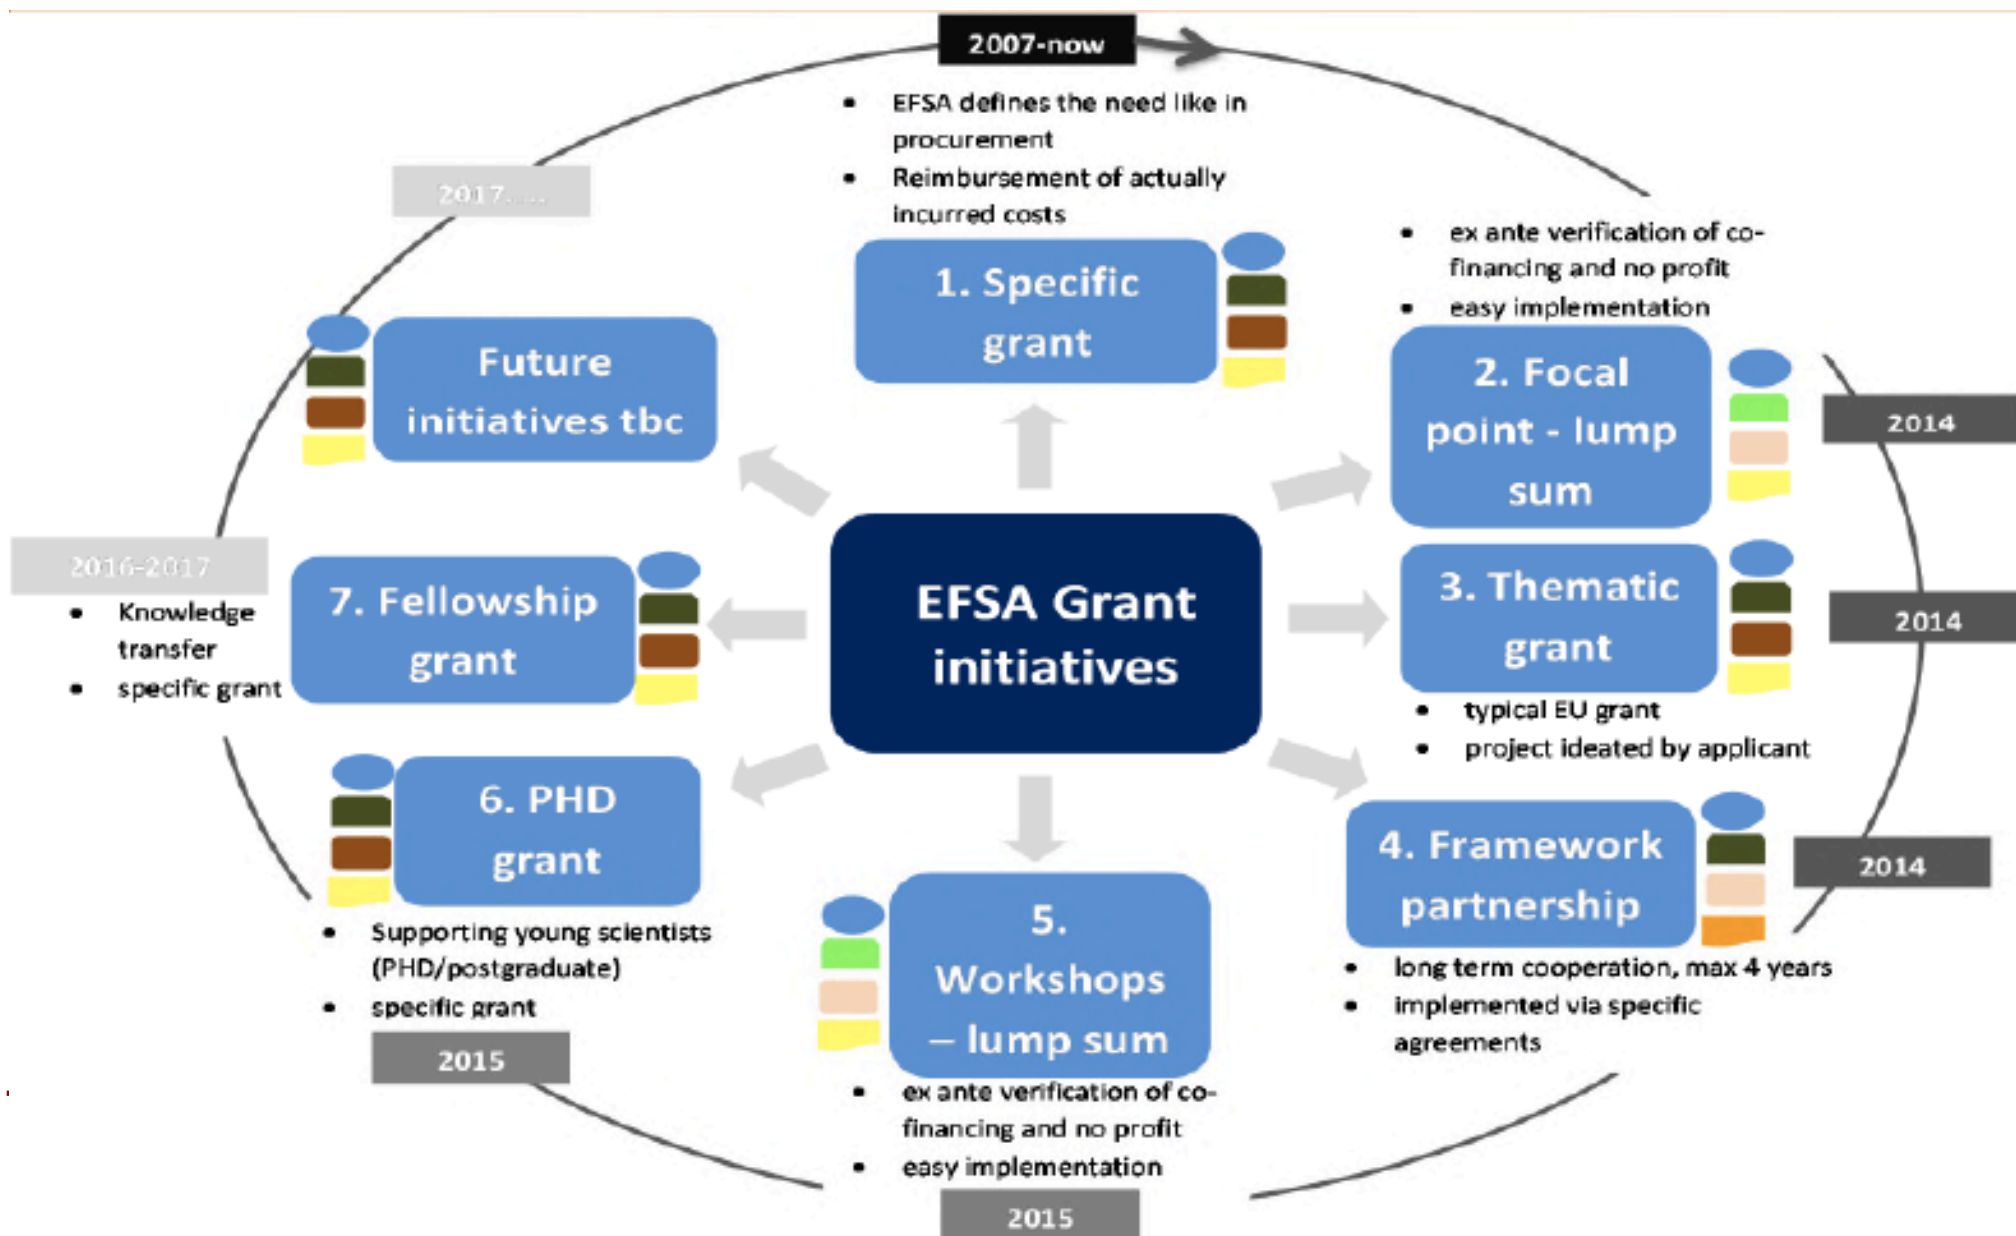 2007-now
• EFSA defines the need like in
procurement
• Reimbursement of actually
incurred costs
1. Specific
grant
• ex ante verification of co-
financing and no profit
• easy implementation
2. Focal
point - lump
sum
2014
3. Thematic
grant
2014
• typical EU grant
• project ideated by applicant
4. Framework
partnership
2014
• long term cooperation, max 4 years
• implemented via specific
agreements
5.
Workshops
– lump sum
• ex ante verification of co-
financing and no profit
• easy implementation
2015
6. PHD
grant
• Supporting young scientists
(PHD/postgraduate)
• specific grant
2015
7. Fellowship
grant
2016-2017
• Knowledge
transfer
• specific grant
Future
initiatives tbc
2017.....
EFSA Grant
initiatives